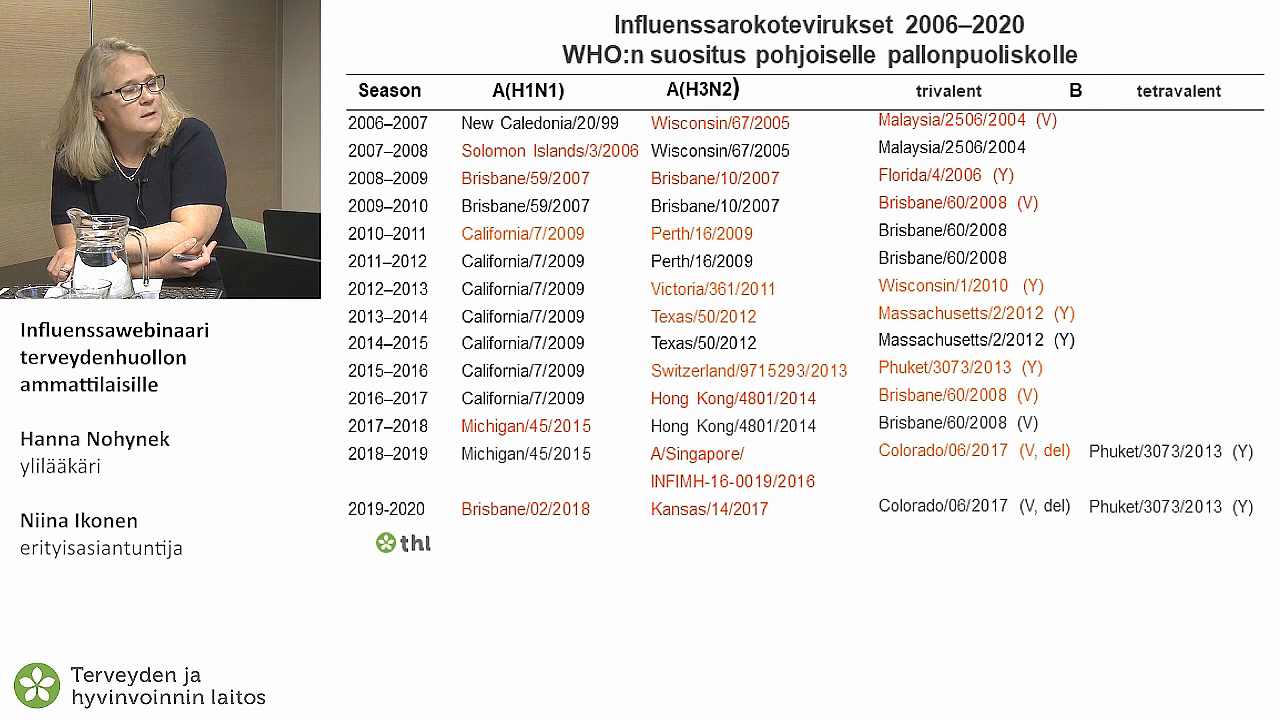 Influenssarokotevirukset 2006–2020
WHO:n suositus pohjoiselle pallonpuoliskolle
Season A(H1N1) A(H3N2) trivalent B tetravalent
2006–2007 New Caledonia/20/99 Wisconsin/67/2005 Malaysia/2506/2004 (V)
2007–2008 Solomon Islands/3/2006 Wisconsin/67/2005 Malaysia/2506/2004
2008–2009 Brisbane/59/2007 Brisbane/10/2007 Florida/4/2006 (Y)
2009–2010 Brisbane/59/2007 Brisbane/10/2007 Brisbane/60/2008 (V)
2010–2011 California/7/2009 Perth/16/2009 Brisbane/60/2008
2011–2012 California/7/2009 Perth/16/2009 Brisbane/60/2008
2012–2013 California/7/2009 Victoria/361/2011 Wisconsin/1/2010 (Y)
2013–2014 California/7/2009 Texas/50/2012 Massachusetts/2/2012 (Y)
2014–2015 California/7/2009 Texas/50/2012 Massachusetts/2/2012 (Y)
2015–2016 California/7/2009 Switzerland/9715293/2013 Phuket/3073/2013 (Y)
2016–2017 California/7/2009 Hong Kong/4801/2014 Brisbane/60/2008 (V)
2017–2018 Michigan/45/2015 Hong Kong/4801/2014 Brisbane/60/2008 (V)
2018–2019 Michigan/45/2015 A/Singapore/ Colorado/06/2017 (V, del) Phuket/3073/2013 (Y)
INFIMH-16-0019/2016
2019-2020 Brisbane/02/2018 Kansas/14/2017 Colorado/06/2017 (V, del) Phuket/3073/2013 (Y)
thl
Influenssawebinaari
terveydenhuollon
ammattilaisille
Hanna Nohynek
ylilääkäri
Niina Ikonen
erityisasiantuntija
Terveyden ja
hyvinvoinnin laitos